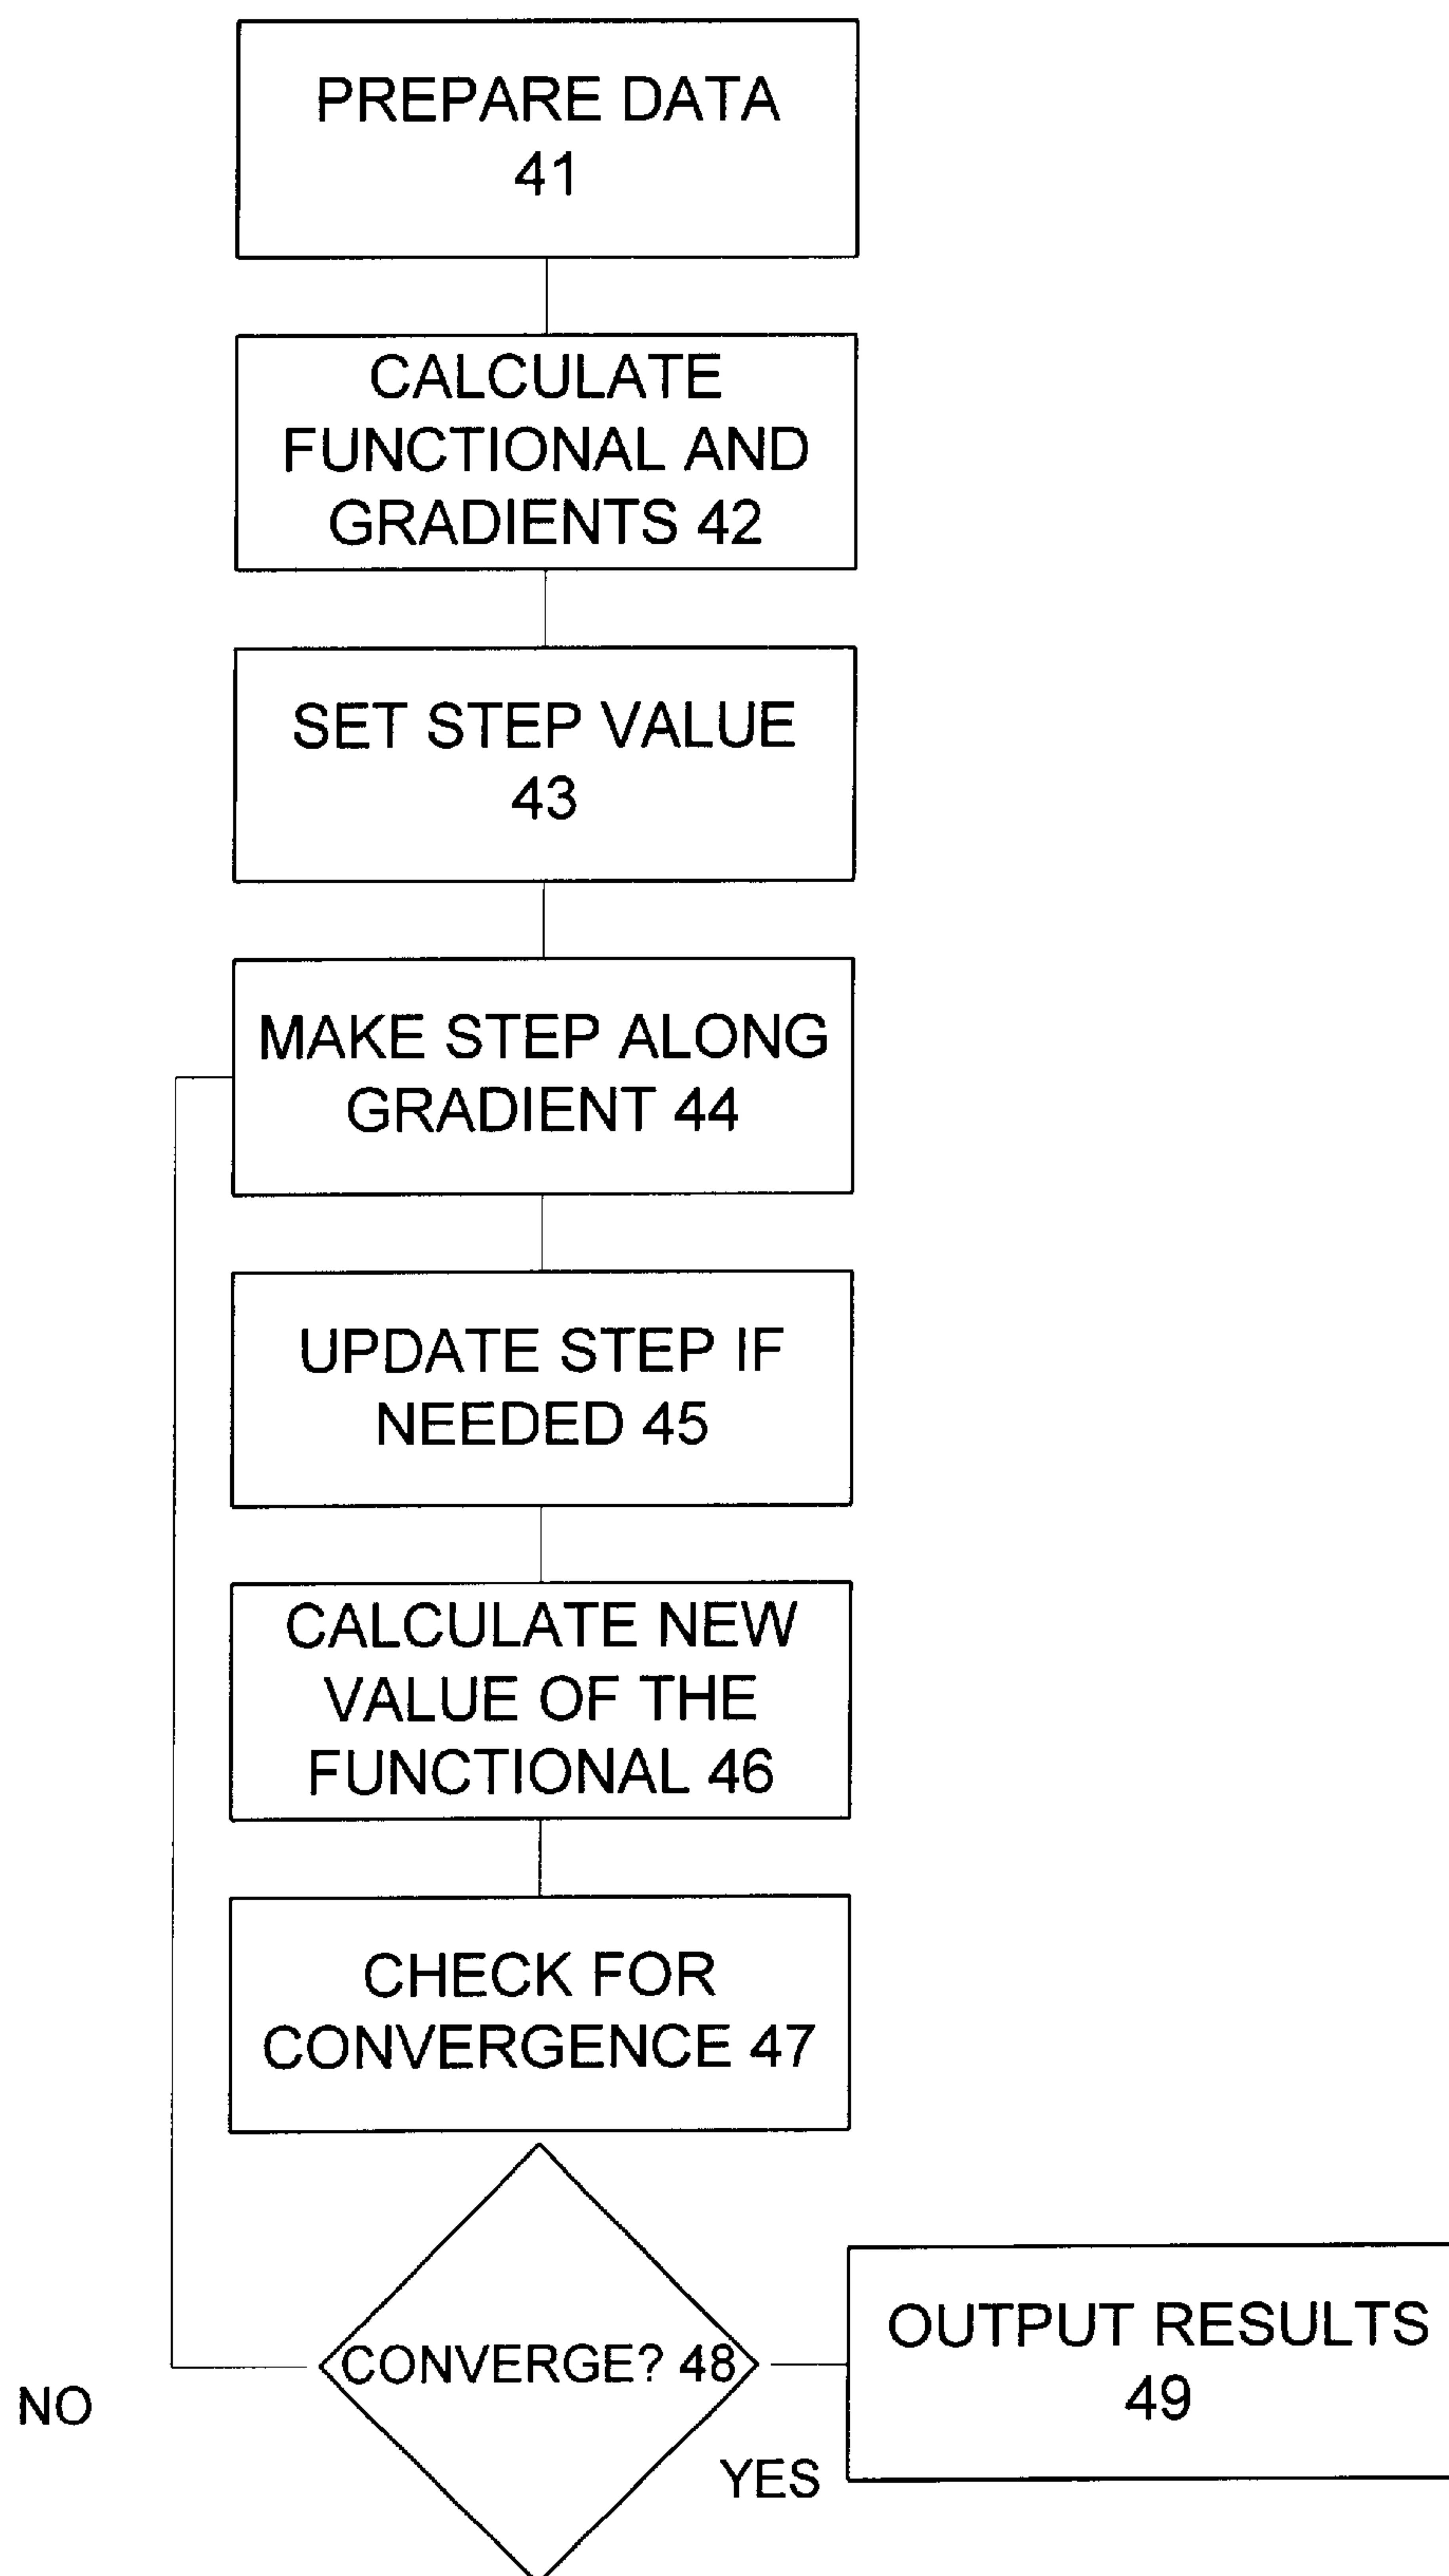 PREPARE DATA
41
CALCULATE
FUNCTIONAL AND
GRADIENTS 42
SET STEP VALUE
43
MAKE STEP ALONG
GRADIENT 44
UPDATE STEP IF
NEEDED 45
CALCULATE NEW
VALUE OF THE
FUNCTIONAL 46
CHECK FOR
CONVERGENCE 47
CONVERGE? 48
OUTPUT RESULTS
49
NO
YES